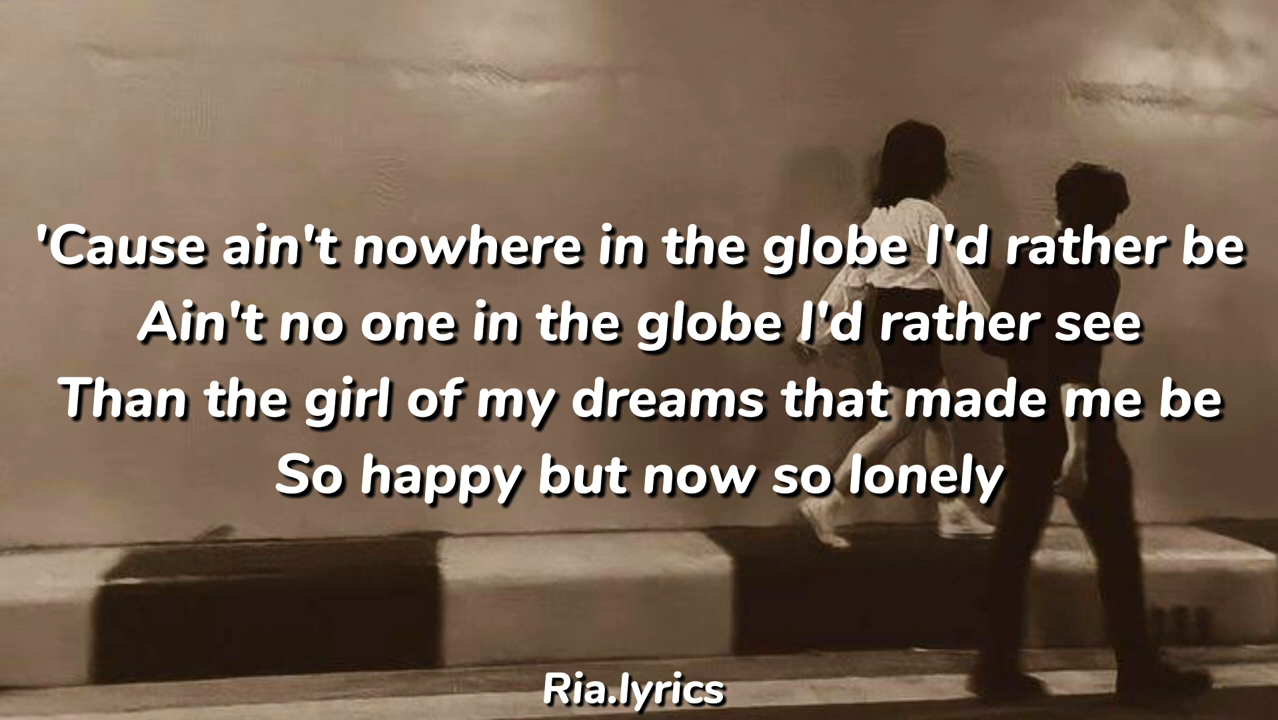 'Cause ain't nowhere in the globe I'd rather be
Ain't no one in the globe I'd rather see
Than the girl of my dreams that made me be
So happy but now so lonely
Ria.lyrics